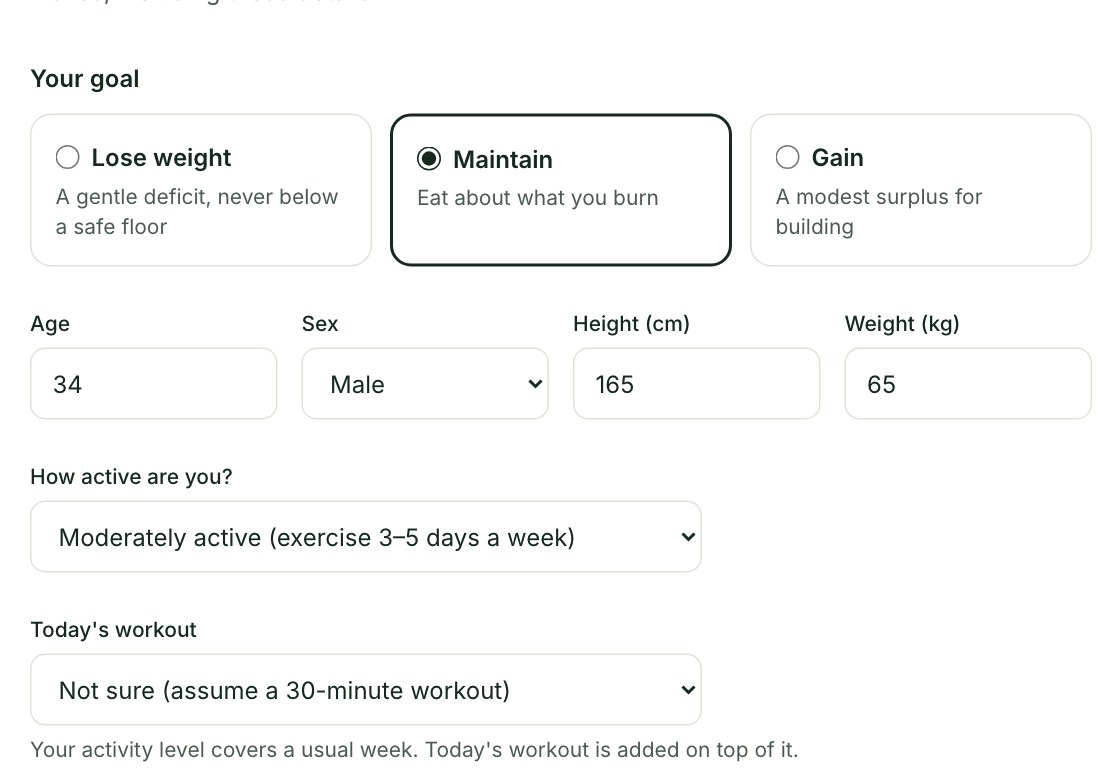 Your goal
Lose weight
A gentle deficit, never below
a safe floor
Maintain
Eat about what you burn
Gain
A modest surplus for
building
Age
Sex
Height (cm)
Weight (kg)
34
Male
165
65
How active are you?
Moderately active (exercise 3–5 days a week)
Today's workout
Not sure (assume a 30-minute workout)
Your activity level covers a usual week. Today's workout is added on top of it.